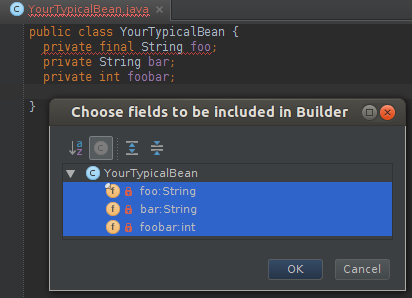 YourTypicalBean.java
public class YourTypicalBean {
private final String foo;
private String bar;
private int foobar;
}
Choose fields to be included in Builder
YourTypicalBean
foo:String
bar:String
foobar:int
OK Cancel